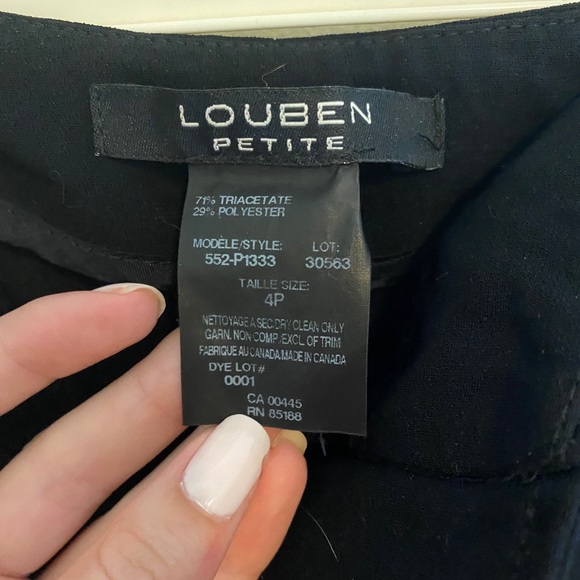 LOUBEN
PETITE
71% TRIACETATE
29% POLYESTER
MODÈLE/STYLE: LOT:
552-P1333 30563
TAILLE SIZE:
4P
NETTOYAGE A SEC/DRY CLEAN ONLY
GARN. NON COMP./EXCL OF TRIM
FABRIQUE AU CANADA/MADE IN CANADA
DYE LOT#
0001
CA 00445
RN 85188